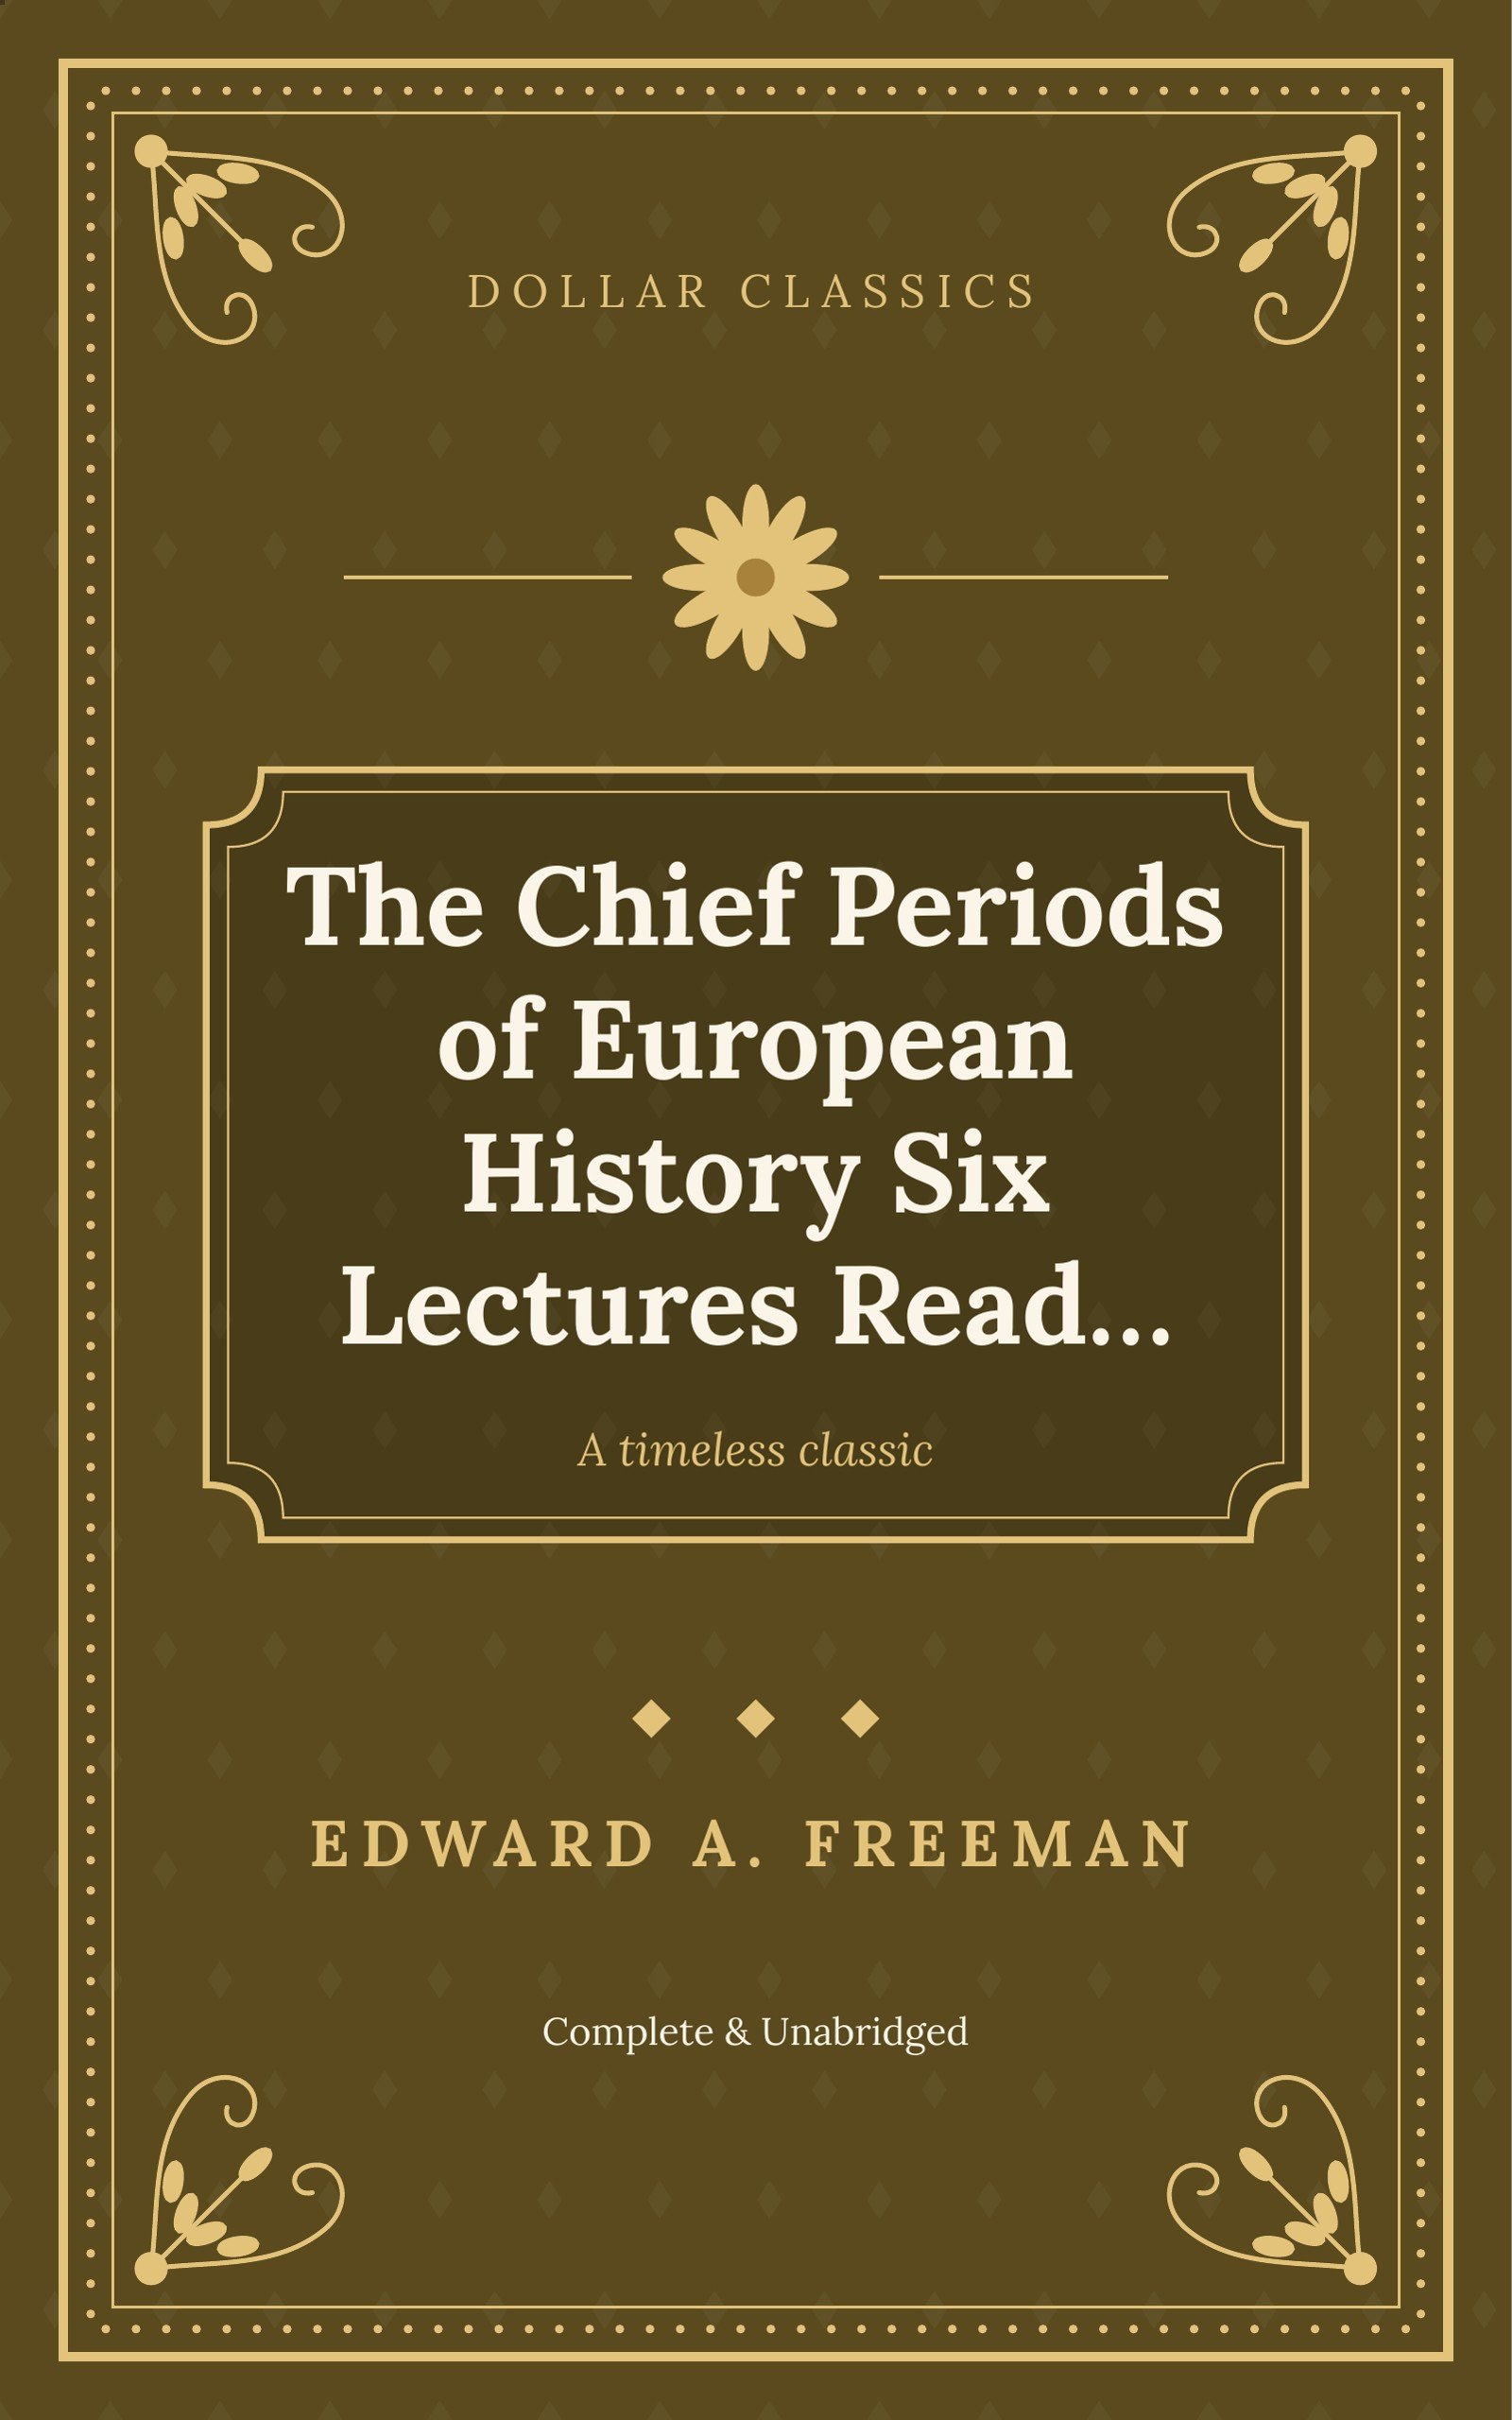 DOLLAR CLASSICS
The Chief Periods
of European
History Six
Lectures Read...
A timeless classic
EDWARD A. FREEMAN
Complete & Unabridged